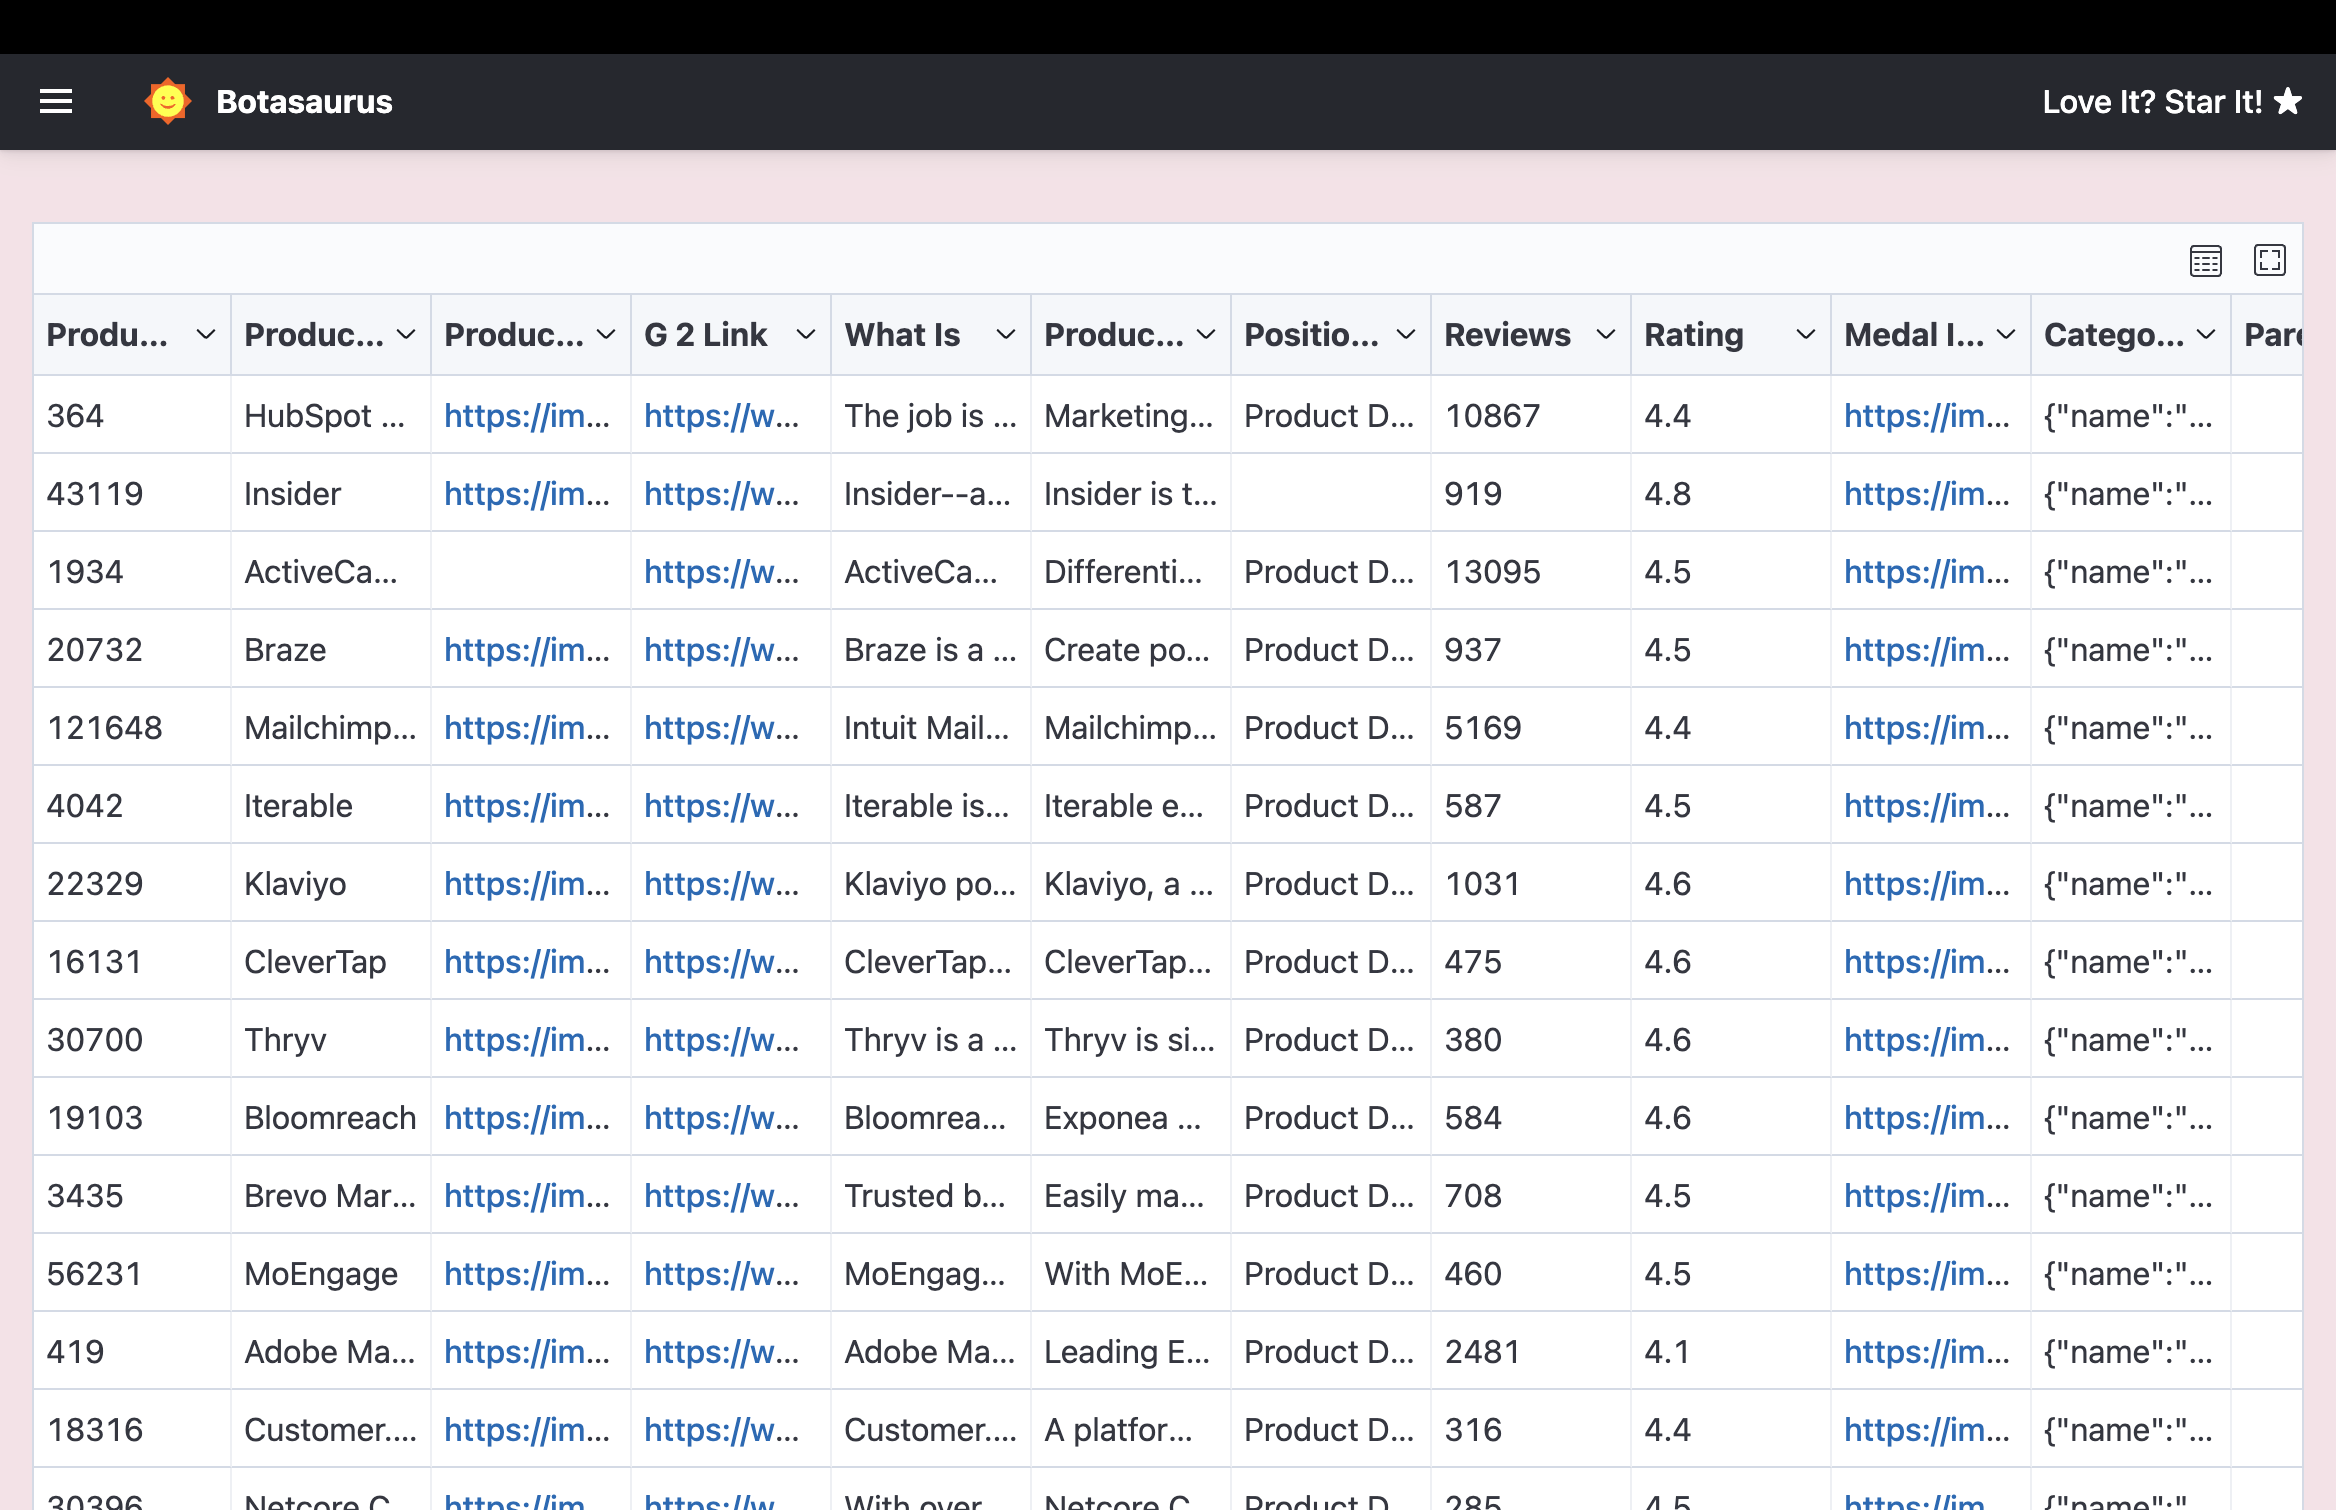 Botasaurus Love It? Star It!
Produ... Produc... Produc... G 2 Link What Is Produc... Positio... Reviews Rating Medal I... Catego... Pare
364 HubSpot ... https://im... https://w... The job is ... Marketing... Product D... 10867 4.4 https://im... {"name":"...
43119 Insider https://im... https://w... Insider--a... Insider is t... 919 4.8 https://im... {"name":"...
1934 ActiveCa... https://w... ActiveCa... Differenti... Product D... 13095 4.5 https://im... {"name":"...
20732 Braze https://im... https://w... Braze is a ... Create po... Product D... 937 4.5 https://im... {"name":"...
121648 Mailchimp... https://im... https://w... Intuit Mail... Mailchimp... Product D... 5169 4.4 https://im... {"name":"...
4042 Iterable https://im... https://w... Iterable is... Iterable e... Product D... 587 4.5 https://im... {"name":"...
22329 Klaviyo https://im... https://w... Klaviyo po... Klaviyo, a ... Product D... 1031 4.6 https://im... {"name":"...
16131 CleverTap https://im... https://w... CleverTap... CleverTap... Product D... 475 4.6 https://im... {"name":"...
30700 Thryv https://im... https://w... Thryv is a ... Thryv is si... Product D... 380 4.6 https://im... {"name":"...
19103 Bloomreach https://im... https://w... Bloomrea... Exponea ... Product D... 584 4.6 https://im... {"name":"...
3435 Brevo Mar... https://im... https://w... Trusted b... Easily ma... Product D... 708 4.5 https://im... {"name":"...
56231 MoEngage https://im... https://w... MoEngag... With MoE... Product D... 460 4.5 https://im... {"name":"...
419 Adobe Ma... https://im... https://w... Adobe Ma... Leading E... Product D... 2481 4.1 https://im... {"name":"...
18316 Customer.... https://im... https://w... Customer.... A platfor... Product D... 316 4.4 https://im... {"name":"...
30396 Netcore C... https://im... https://w... With over... Netcore C... Product D... 285 4.5 https://im... {"name":"...